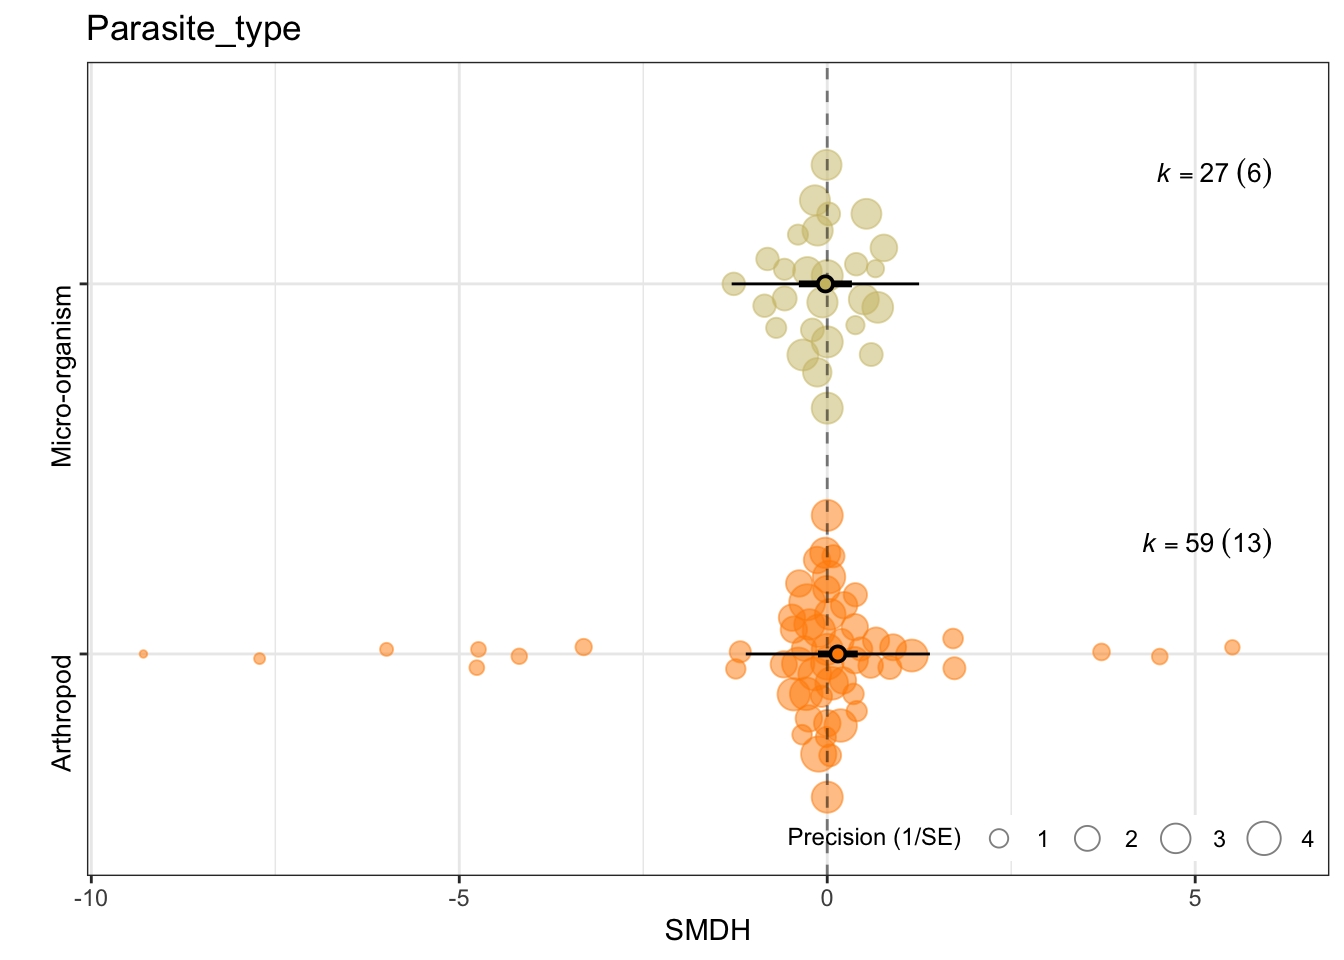 Parasite_type
k = 27 (6)
Micro-organism
k = 59 (13)
Arthropod
Precision (1/SE) 1 2 3 4
-10 -5 0 5
SMDH